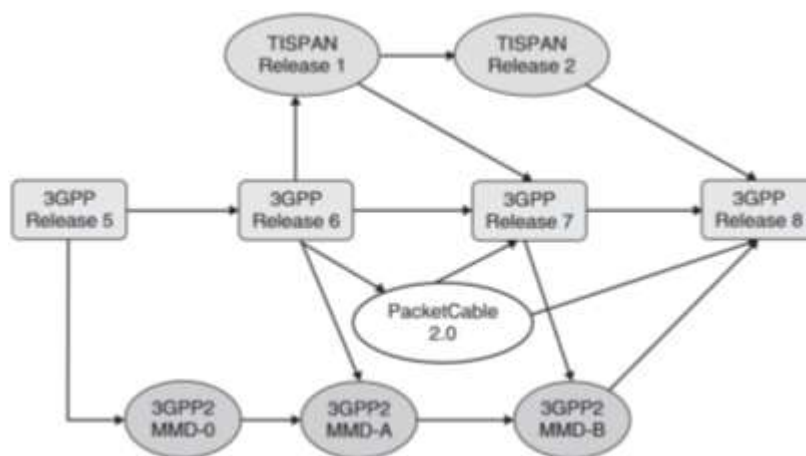 TISPAN
Release 1
TISPAN
Release 2
3GPP
Release 5
3GPP
Release 6
3GPP
Release 7
3GPP
Release 8
PacketCable
2.0
3GPP2
MMD-0
3GPP2
MMD-A
3GPP2
MMD-B